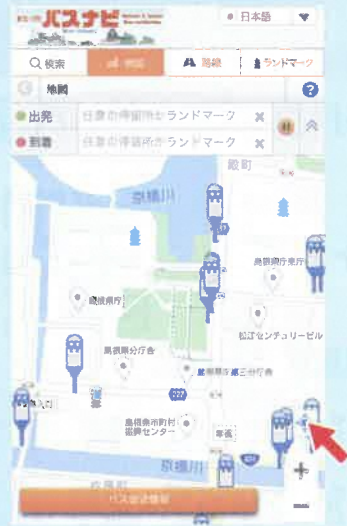 バスナビ
日本語
検索
地図
路線
ランドマーク
地図
出発
任意の停留所かランドマーク
到着
任意の停留所かランドマーク
殿町
京橋川
島根県庁東庁
島根県庁
松江センチュリービル
島根県分庁舎
島根県市町村
振興センター
京橋川
バス接近情報